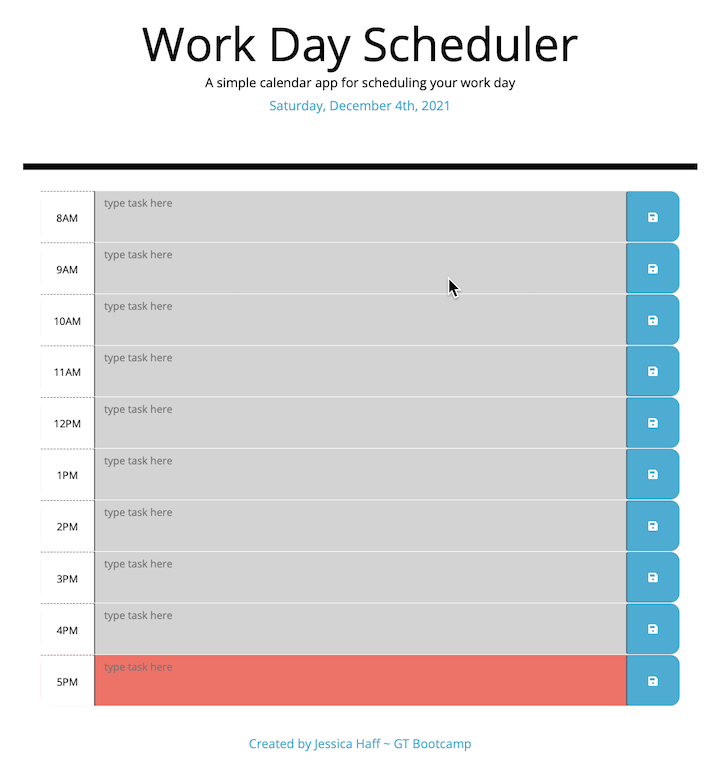 Work Day Scheduler
A simple calendar app for scheduling your work day
Saturday, December 4th, 2021
8AM type task here
9AM type task here
10AM type task here
11AM type task here
12PM type task here
1PM type task here
2PM type task here
3PM type task here
4PM type task here
5PM type task here
Created by Jessica Haff ~ GT Bootcamp